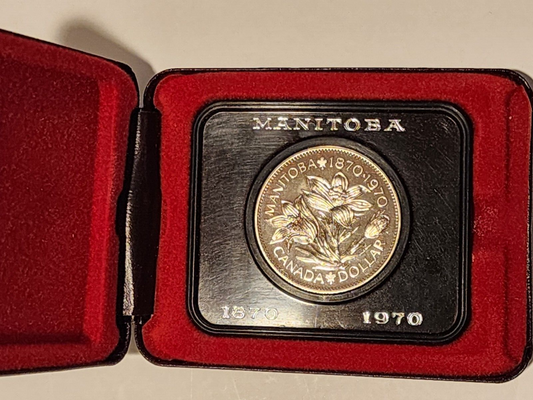 MANITOBA
MANITOBA 1870·1970
CANADA DOLLAR
1870 1970